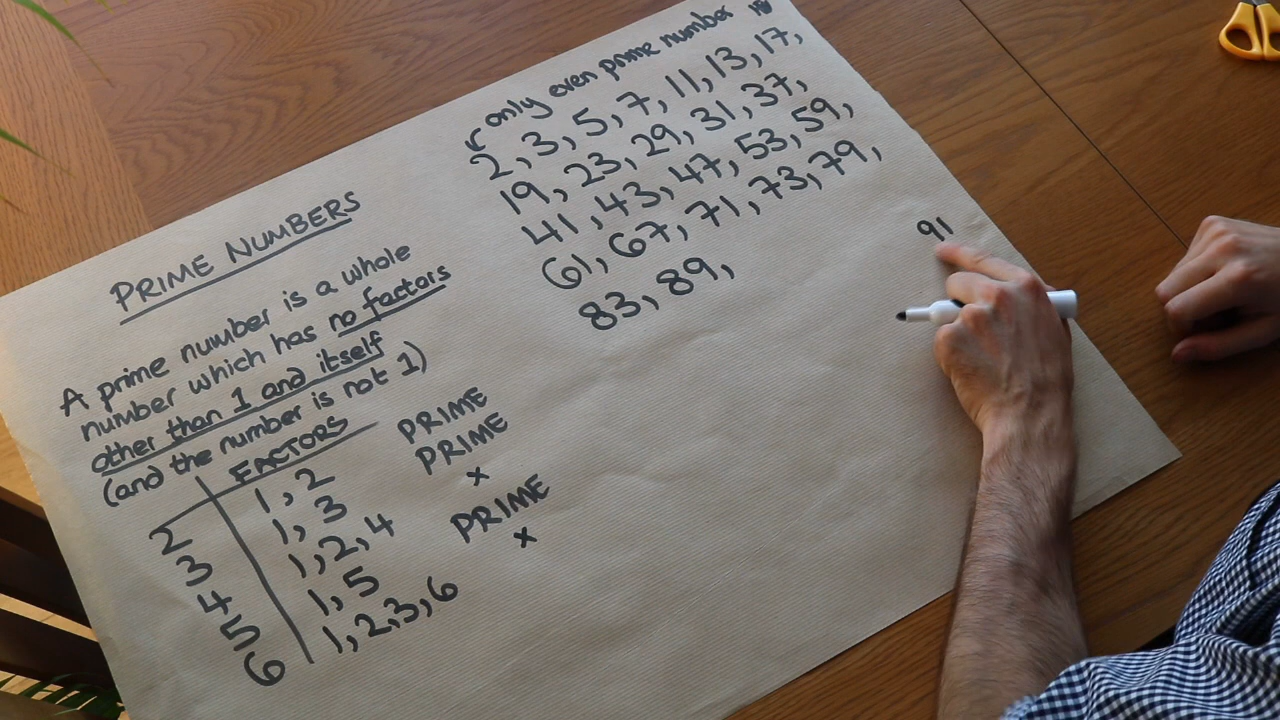 PRIME NUMBERS
A prime number is a whole
number which has no factors
other than 1 and itself
(and the number is not 1)
FACTORS
2 1, 2 PRIME
3 1, 3 PRIME
4 1, 2, 4 x
5 1, 5 PRIME
6 1, 2, 3, 6 x
only even prime number
2, 3, 5, 7, 11, 13, 17,
19, 23, 29, 31, 37,
41, 43, 47, 53, 59,
61, 67, 71, 73, 79,
83, 89,
91